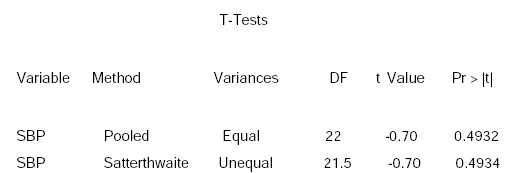 T-Tests
Variable Method Variances DF t Value Pr > |t|
SBP Pooled Equal 22 -0.70 0.4932
SBP Satterthwaite Unequal 21.5 -0.70 0.4934